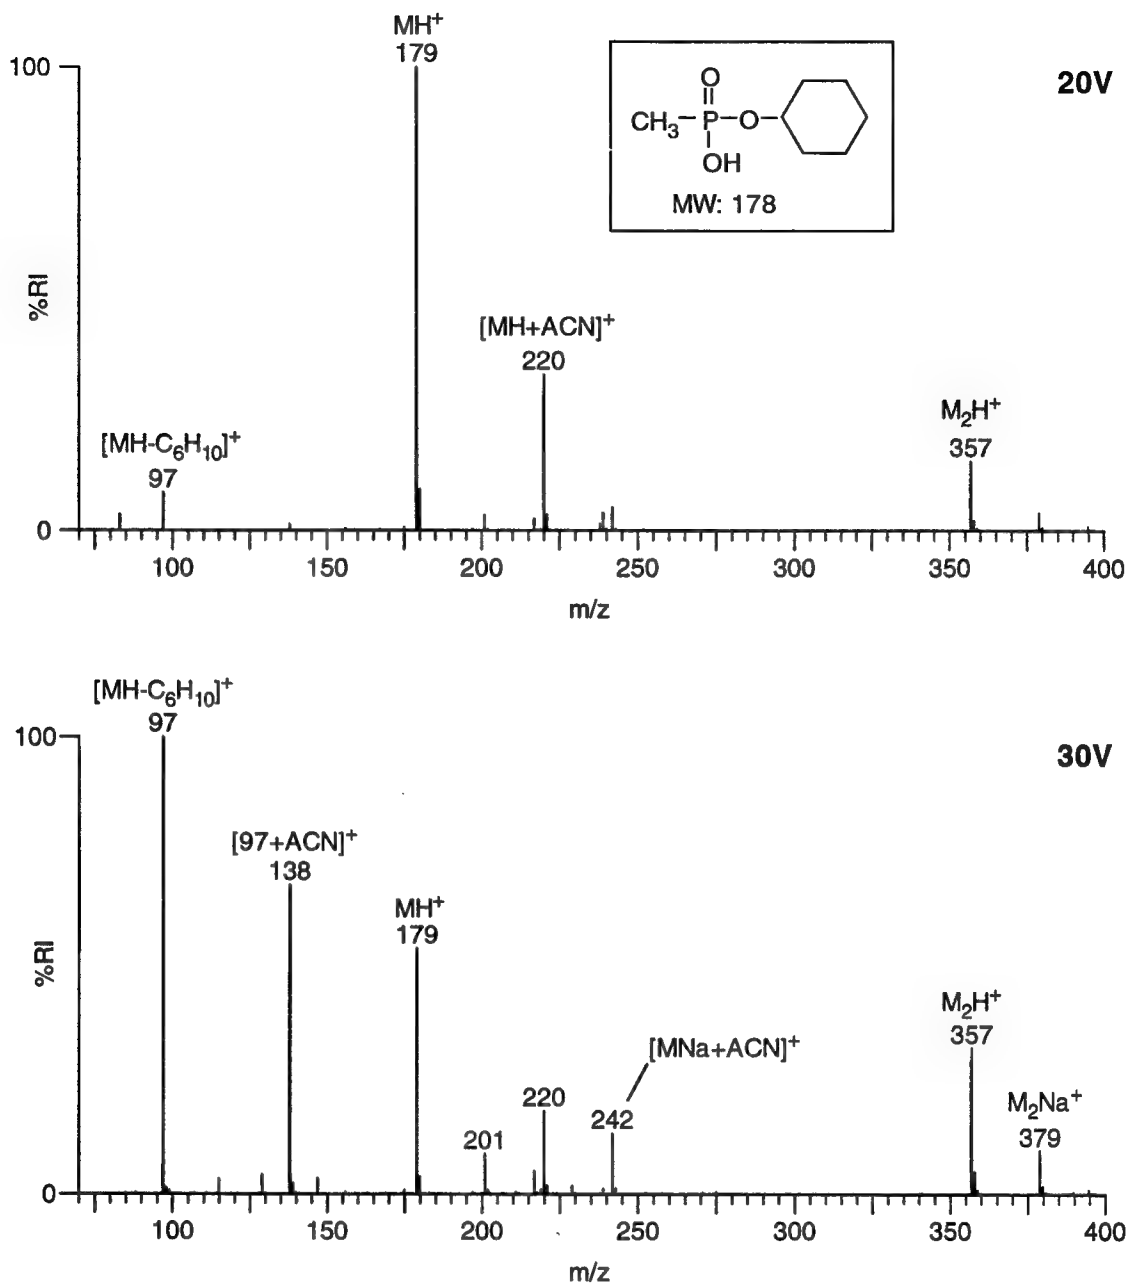 MH⁺
179
100
20V
O
CH₃ P O
OH
MW: 178
%RI
[MH+ACN]⁺
220
M₂H⁺
357
[MH-C₆H₁₀]⁺
97
0
100 150 200 250 300 350 400
m/z
[MH-C₆H₁₀]⁺
97
100
30V
[97+ACN]⁺
138
MH⁺
179
%RI
M₂H⁺
357
[MNa+ACN]⁺
220
242
M₂Na⁺
379
201
0
100 150 200 250 300 350 400
m/z